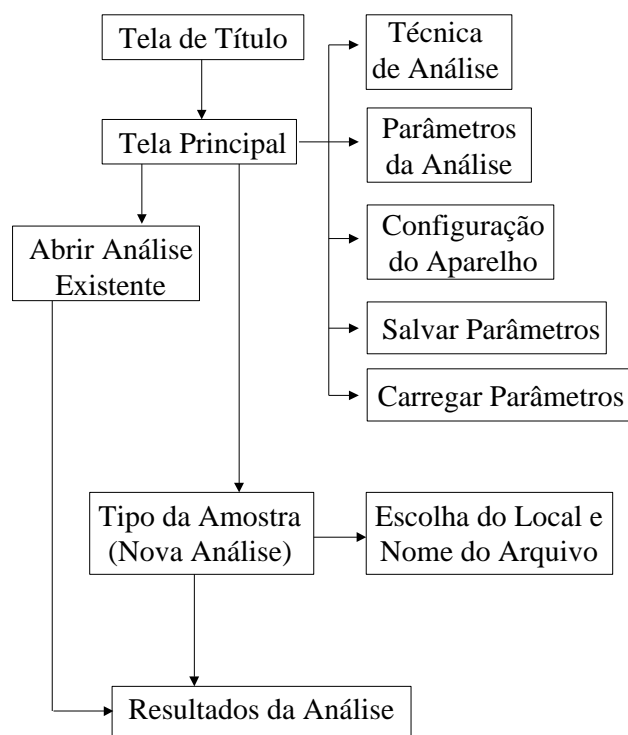 Tela de Título
Técnica
de Análise
Tela Principal
Parâmetros
da Análise
Abrir Análise
Existente
Configuração
do Aparelho
Salvar Parâmetros
Carregar Parâmetros
Tipo da Amostra
(Nova Análise)
Escolha do Local e
Nome do Arquivo
Resultados da Análise